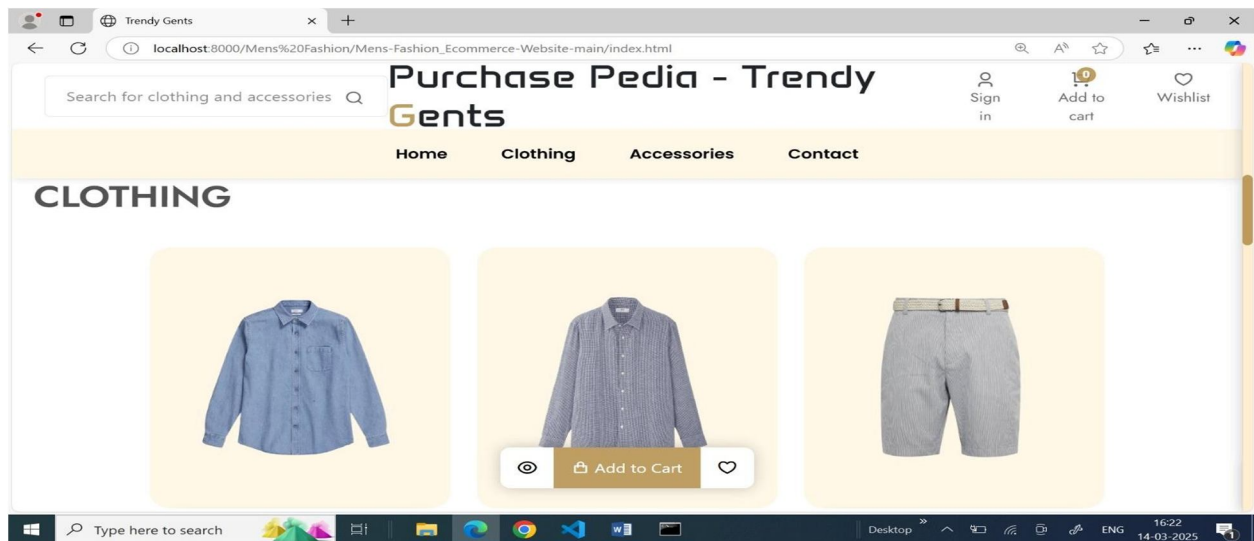 Trendy Gents
localhost:8000/Mens%20Fashion/Mens-Fashion_Ecommerce-Website-main/index.html
Search for clothing and accessories
Purchase Pedia - Trendy
Gents
Sign
in
0
Add to
cart
Wishlist
Home Clothing Accessories Contact
CLOTHING
Add to Cart
Type here to search
Desktop
ENG
16:22
14-03-2025
1